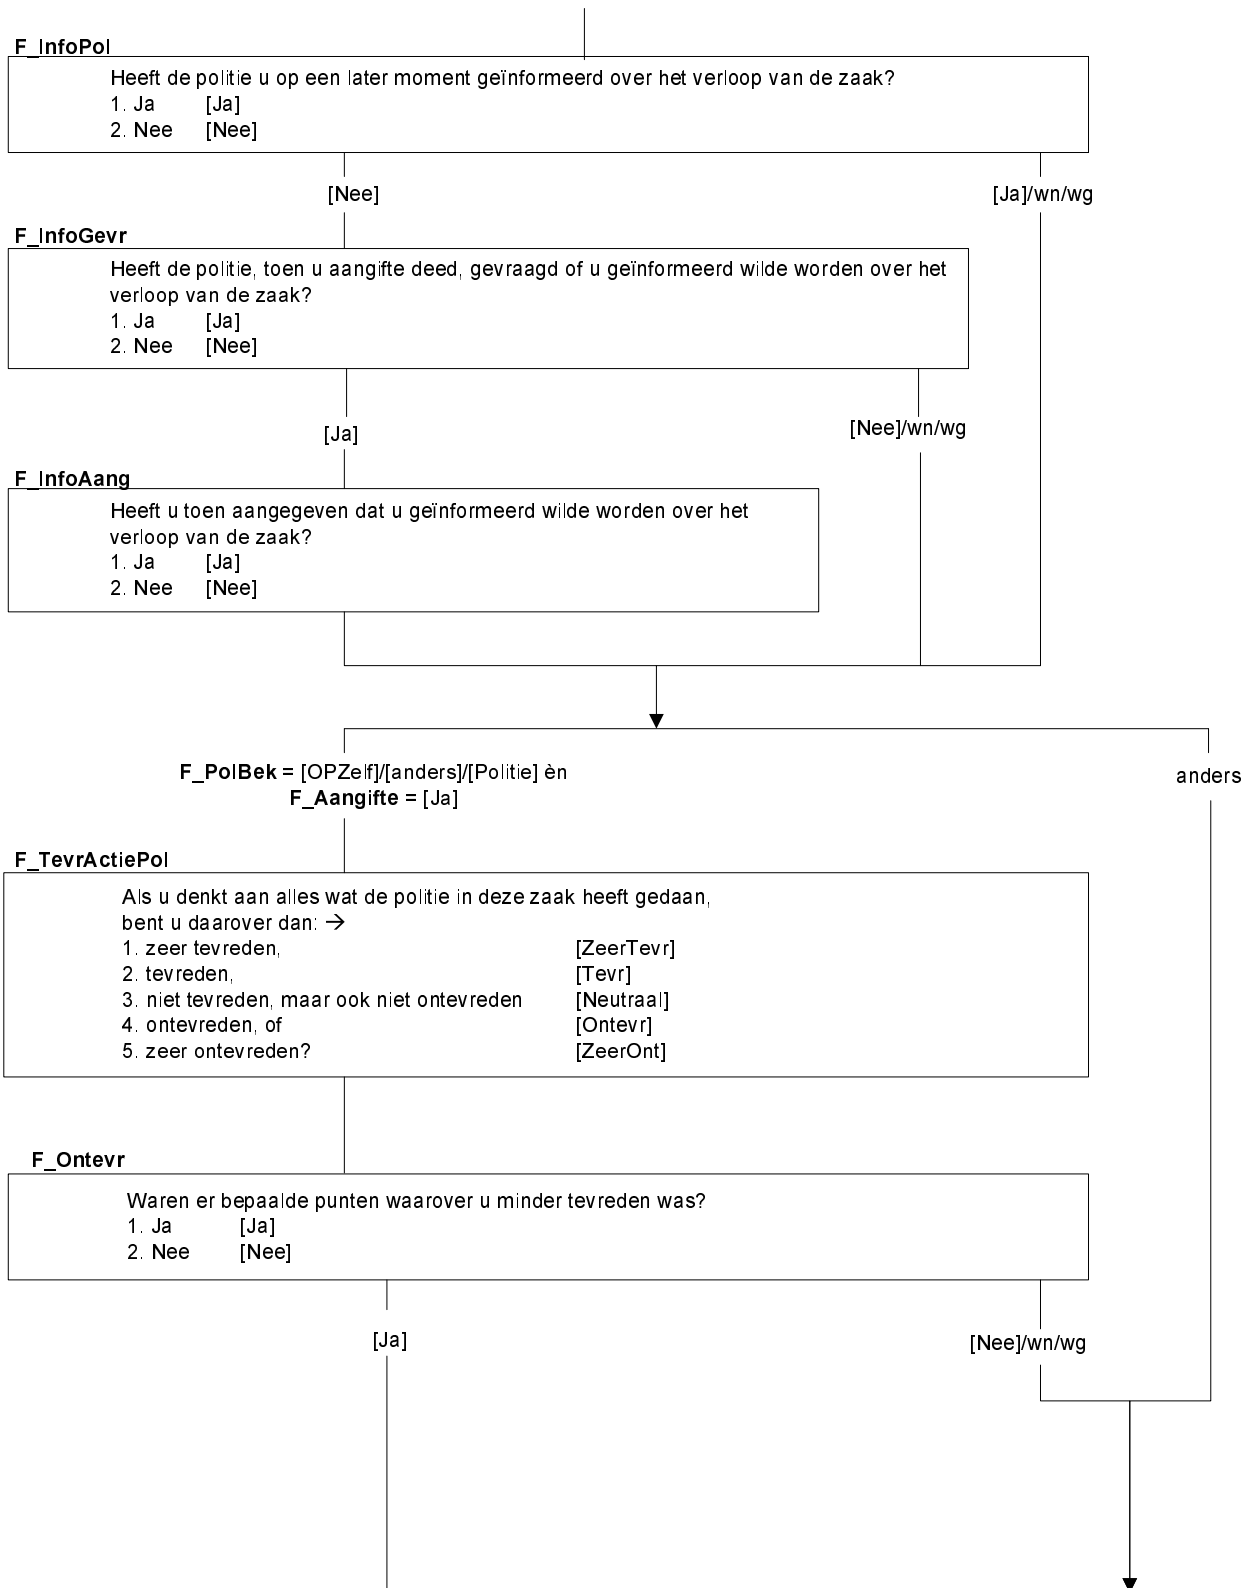 F_InfoPol
Heeft de politie u op een later moment geïnformeerd over het verloop van de zaak?
1. Ja [Ja]
2. Nee [Nee]
[Nee] [Ja]/wn/wg
F_InfoGevr
Heeft de politie, toen u aangifte deed, gevraagd of u geïnformeerd wilde worden over het
verloop van de zaak?
1. Ja [Ja]
2. Nee [Nee]
[Ja] [Nee]/wn/wg
F_InfoAang
Heeft u toen aangegeven dat u geïnformeerd wilde worden over het
verloop van de zaak?
1. Ja [Ja]
2. Nee [Nee]
F_PolBek = [OPZelf]/[anders]/[Politie] èn anders
F_Aangifte = [Ja]
F_TevrActiePol
Als u denkt aan alles wat de politie in deze zaak heeft gedaan,
bent u daarover dan: →
1. zeer tevreden, [ZeerTevr]
2. tevreden, [Tevr]
3. niet tevreden, maar ook niet ontevreden [Neutraal]
4. ontevreden, of [Ontevr]
5. zeer ontevreden? [ZeerOnt]
F_Ontevr
Waren er bepaalde punten waarover u minder tevreden was?
1. Ja [Ja]
2. Nee [Nee]
[Ja] [Nee]/wn/wg